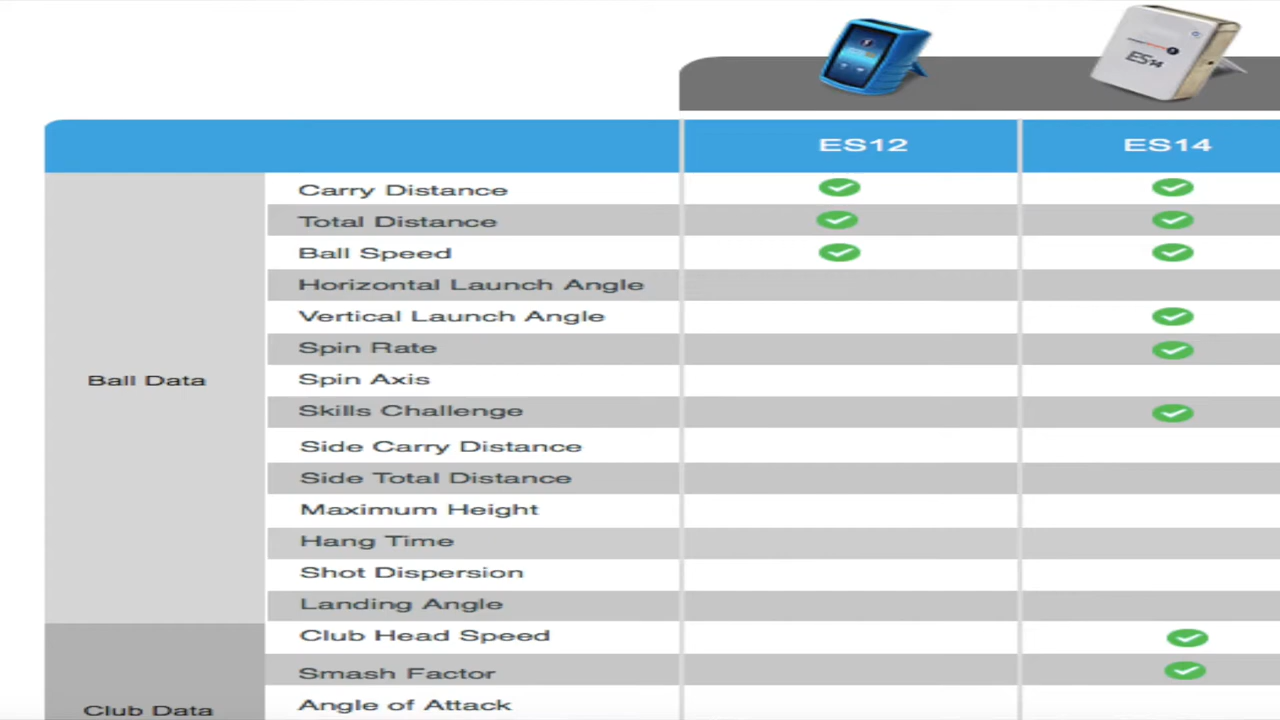 ES14
ES12
ES14
Carry Distance
Total Distance
Ball Speed
Horizontal Launch Angle
Vertical Launch Angle
Spin Rate
Ball Data
Spin Axis
Skills Challenge
Side Carry Distance
Side Total Distance
Maximum Height
Hang Time
Shot Dispersion
Landing Angle
Club Head Speed
Smash Factor
Club Data
Angle of Attack